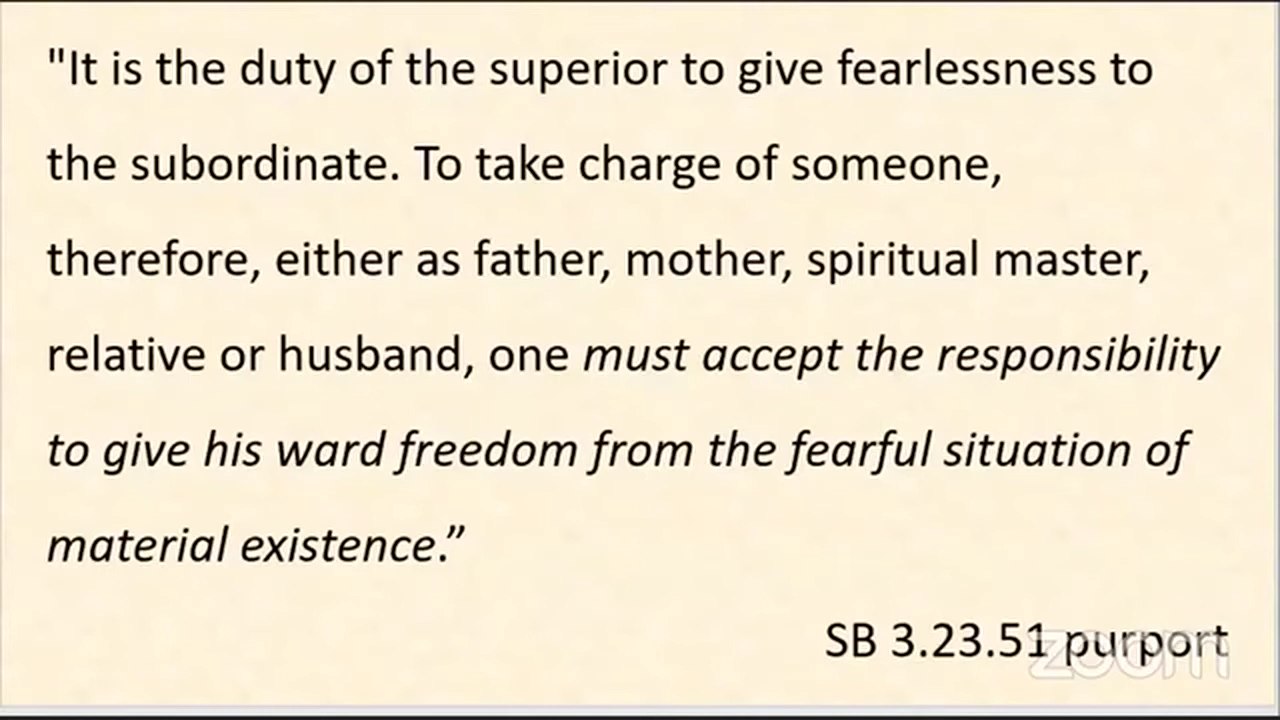 "It is the duty of the superior to give fearlessness to
the subordinate. To take charge of someone,
therefore, either as father, mother, spiritual master,
relative or husband, one must accept the responsibility
to give his ward freedom from the fearful situation of
material existence.”
SB 3.23.51 purport
zoom